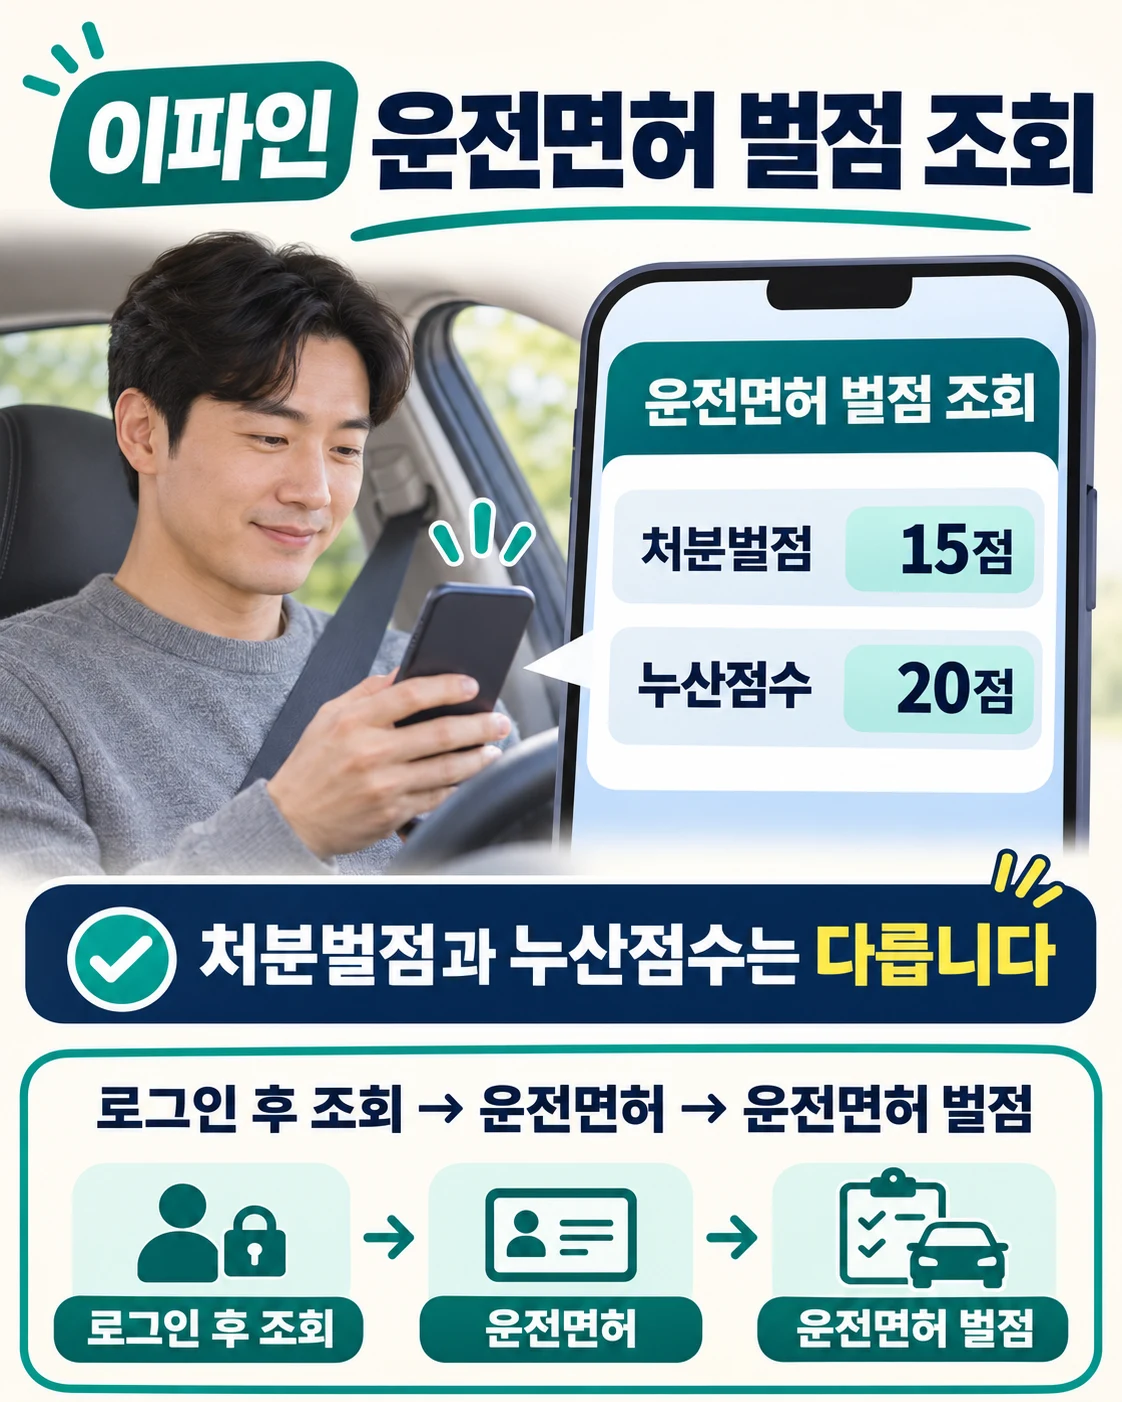 이파인 운전면허 벌점 조회
운전면허 벌점 조회
처분벌점 15점
누산점수 20점
처분벌점과 누산점수는 다릅니다
로그인 후 조회 → 운전면허 → 운전면허 벌점
로그인 후 조회
운전면허
운전면허 벌점